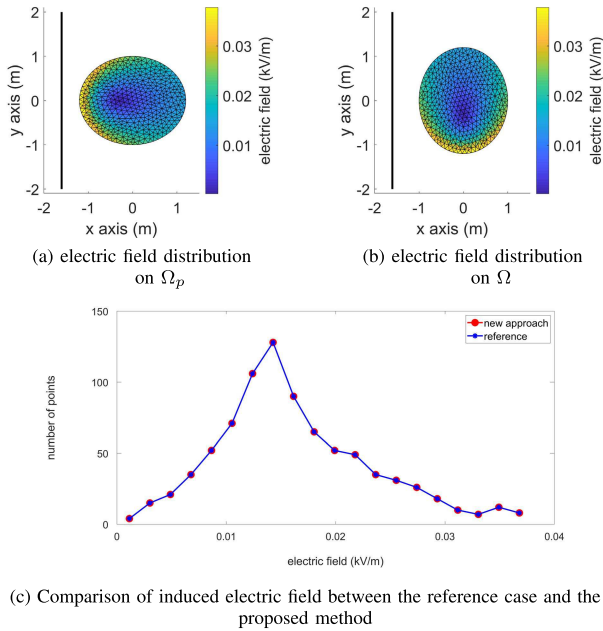 2
1
0
-1
-2
y axis (m)
-2 -1 0 1
x axis (m)
0.03
0.02
0.01
electric field (kV/m)
2
1
0
-1
-2
y axis (m)
-2 -1 0 1
x axis (m)
0.03
0.02
0.01
electric field (kV/m)
(a) electric field distribution
on Ωp
(b) electric field distribution
on Ω
150
100
50
0
number of points
new approach
reference
0 0.01 0.02 0.03 0.04
electric field (kV/m)
(c) Comparison of induced electric field between the reference case and the
proposed method